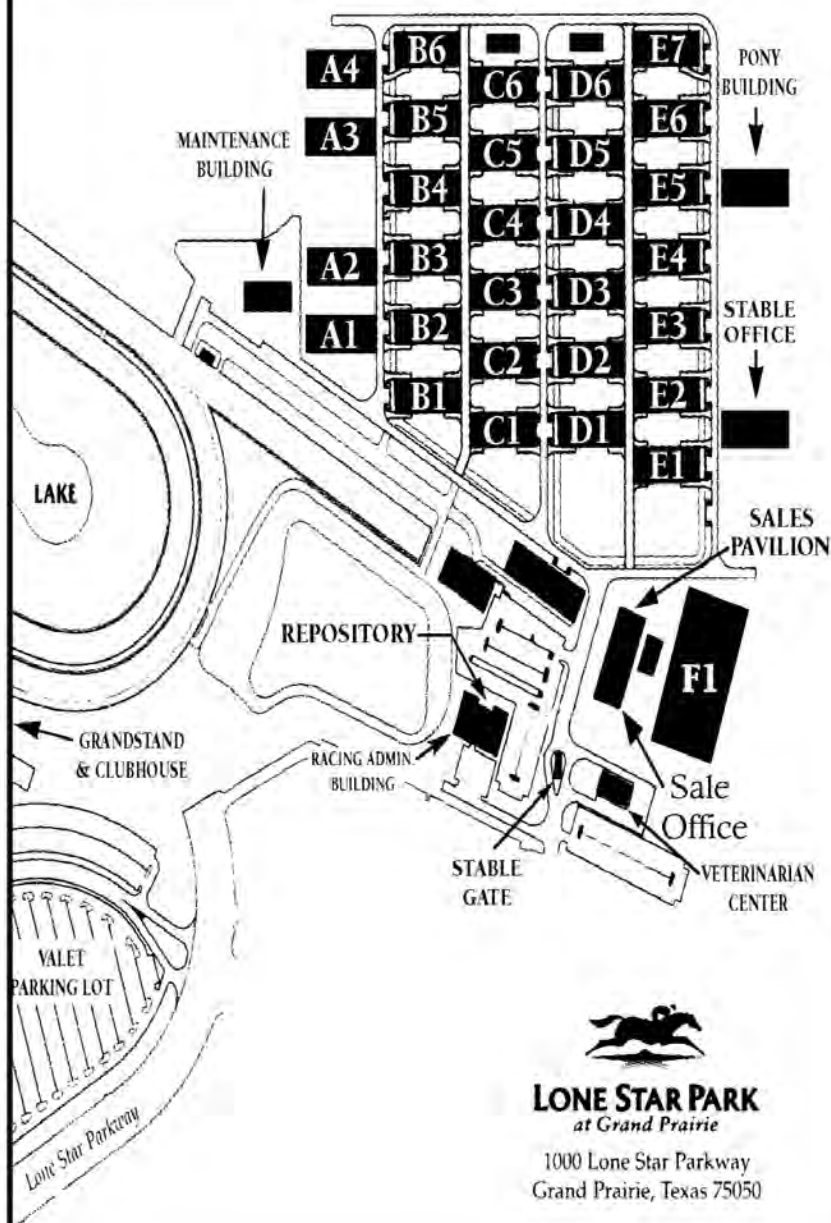 B6
E7
A4
C6
D6
PONY
BUILDING
A3
B5
E6
MAINTENANCE
BUILDING
C5
D5
B4
E5
C4
D4
A2
B3
E4
C3
D3
A1
B2
E3
STABLE
OFFICE
C2
D2
B1
E2
C1
D1
E1
LAKE
SALES
PAVILION
REPOSITORY
F1
GRANDSTAND
& CLUBHOUSE
RACING ADMIN.
BUILDING
Sale
Office
STABLE
GATE
VETERINARIAN
CENTER
VALET
PARKING LOT
Lone Star Parkway
LONE STAR PARK
at Grand Prairie
1000 Lone Star Parkway
Grand Prairie, Texas 75050